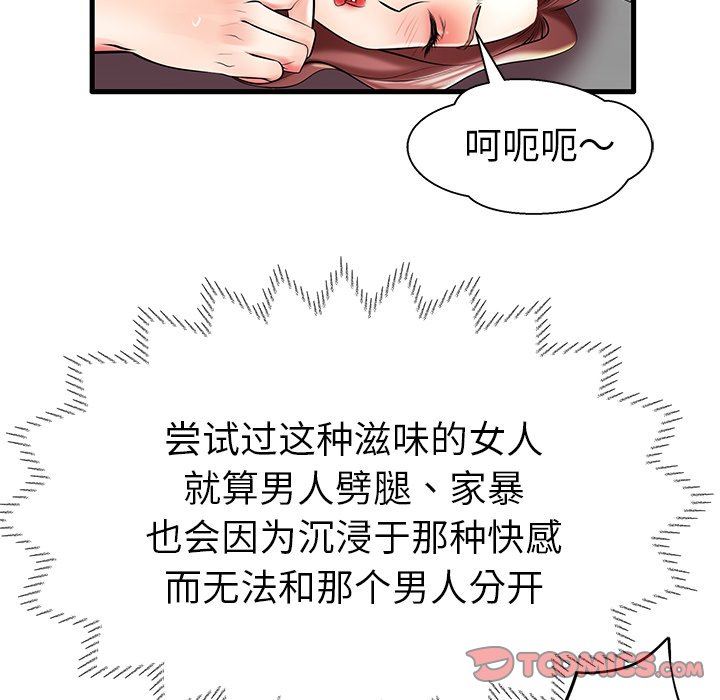 呵呃呃～
尝试过这种滋味的女人
就算男人劈腿、家暴
也会因为沉浸于那种快感
而无法和那个男人分开
TOOMICS.COM